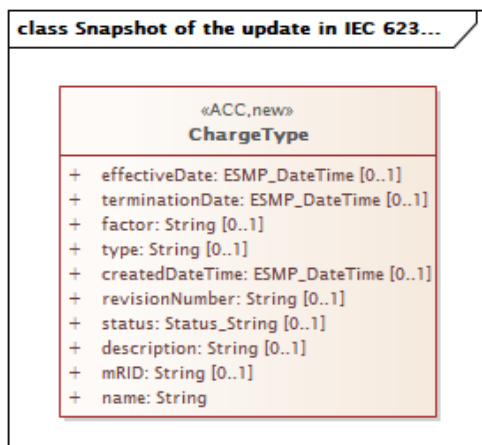 class Snapshot of the update in IEC 623...
«ACC,new»
ChargeType
+ effectiveDate: ESMP_DateTime [0..1]
+ terminationDate: ESMP_DateTime [0..1]
+ factor: String [0..1]
+ type: String [0..1]
+ createdDateTime: ESMP_DateTime [0..1]
+ revisionNumber: String [0..1]
+ status: Status_String [0..1]
+ description: String [0..1]
+ mRID: String [0..1]
+ name: String